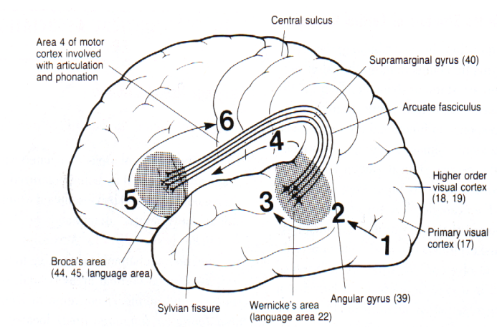 Central sulcus
Area 4 of motor
cortex involved
with articulation
and phonation
Supramarginal gyrus (40)
Arcuate fasciculus
6
4
5
3
2
1
Higher order
visual cortex
(18, 19)
Primary visual
cortex (17)
Broca's area
(44, 45, language area)
Sylvian fissure
Wernicke's area
(language area 22)
Angular gyrus (39)